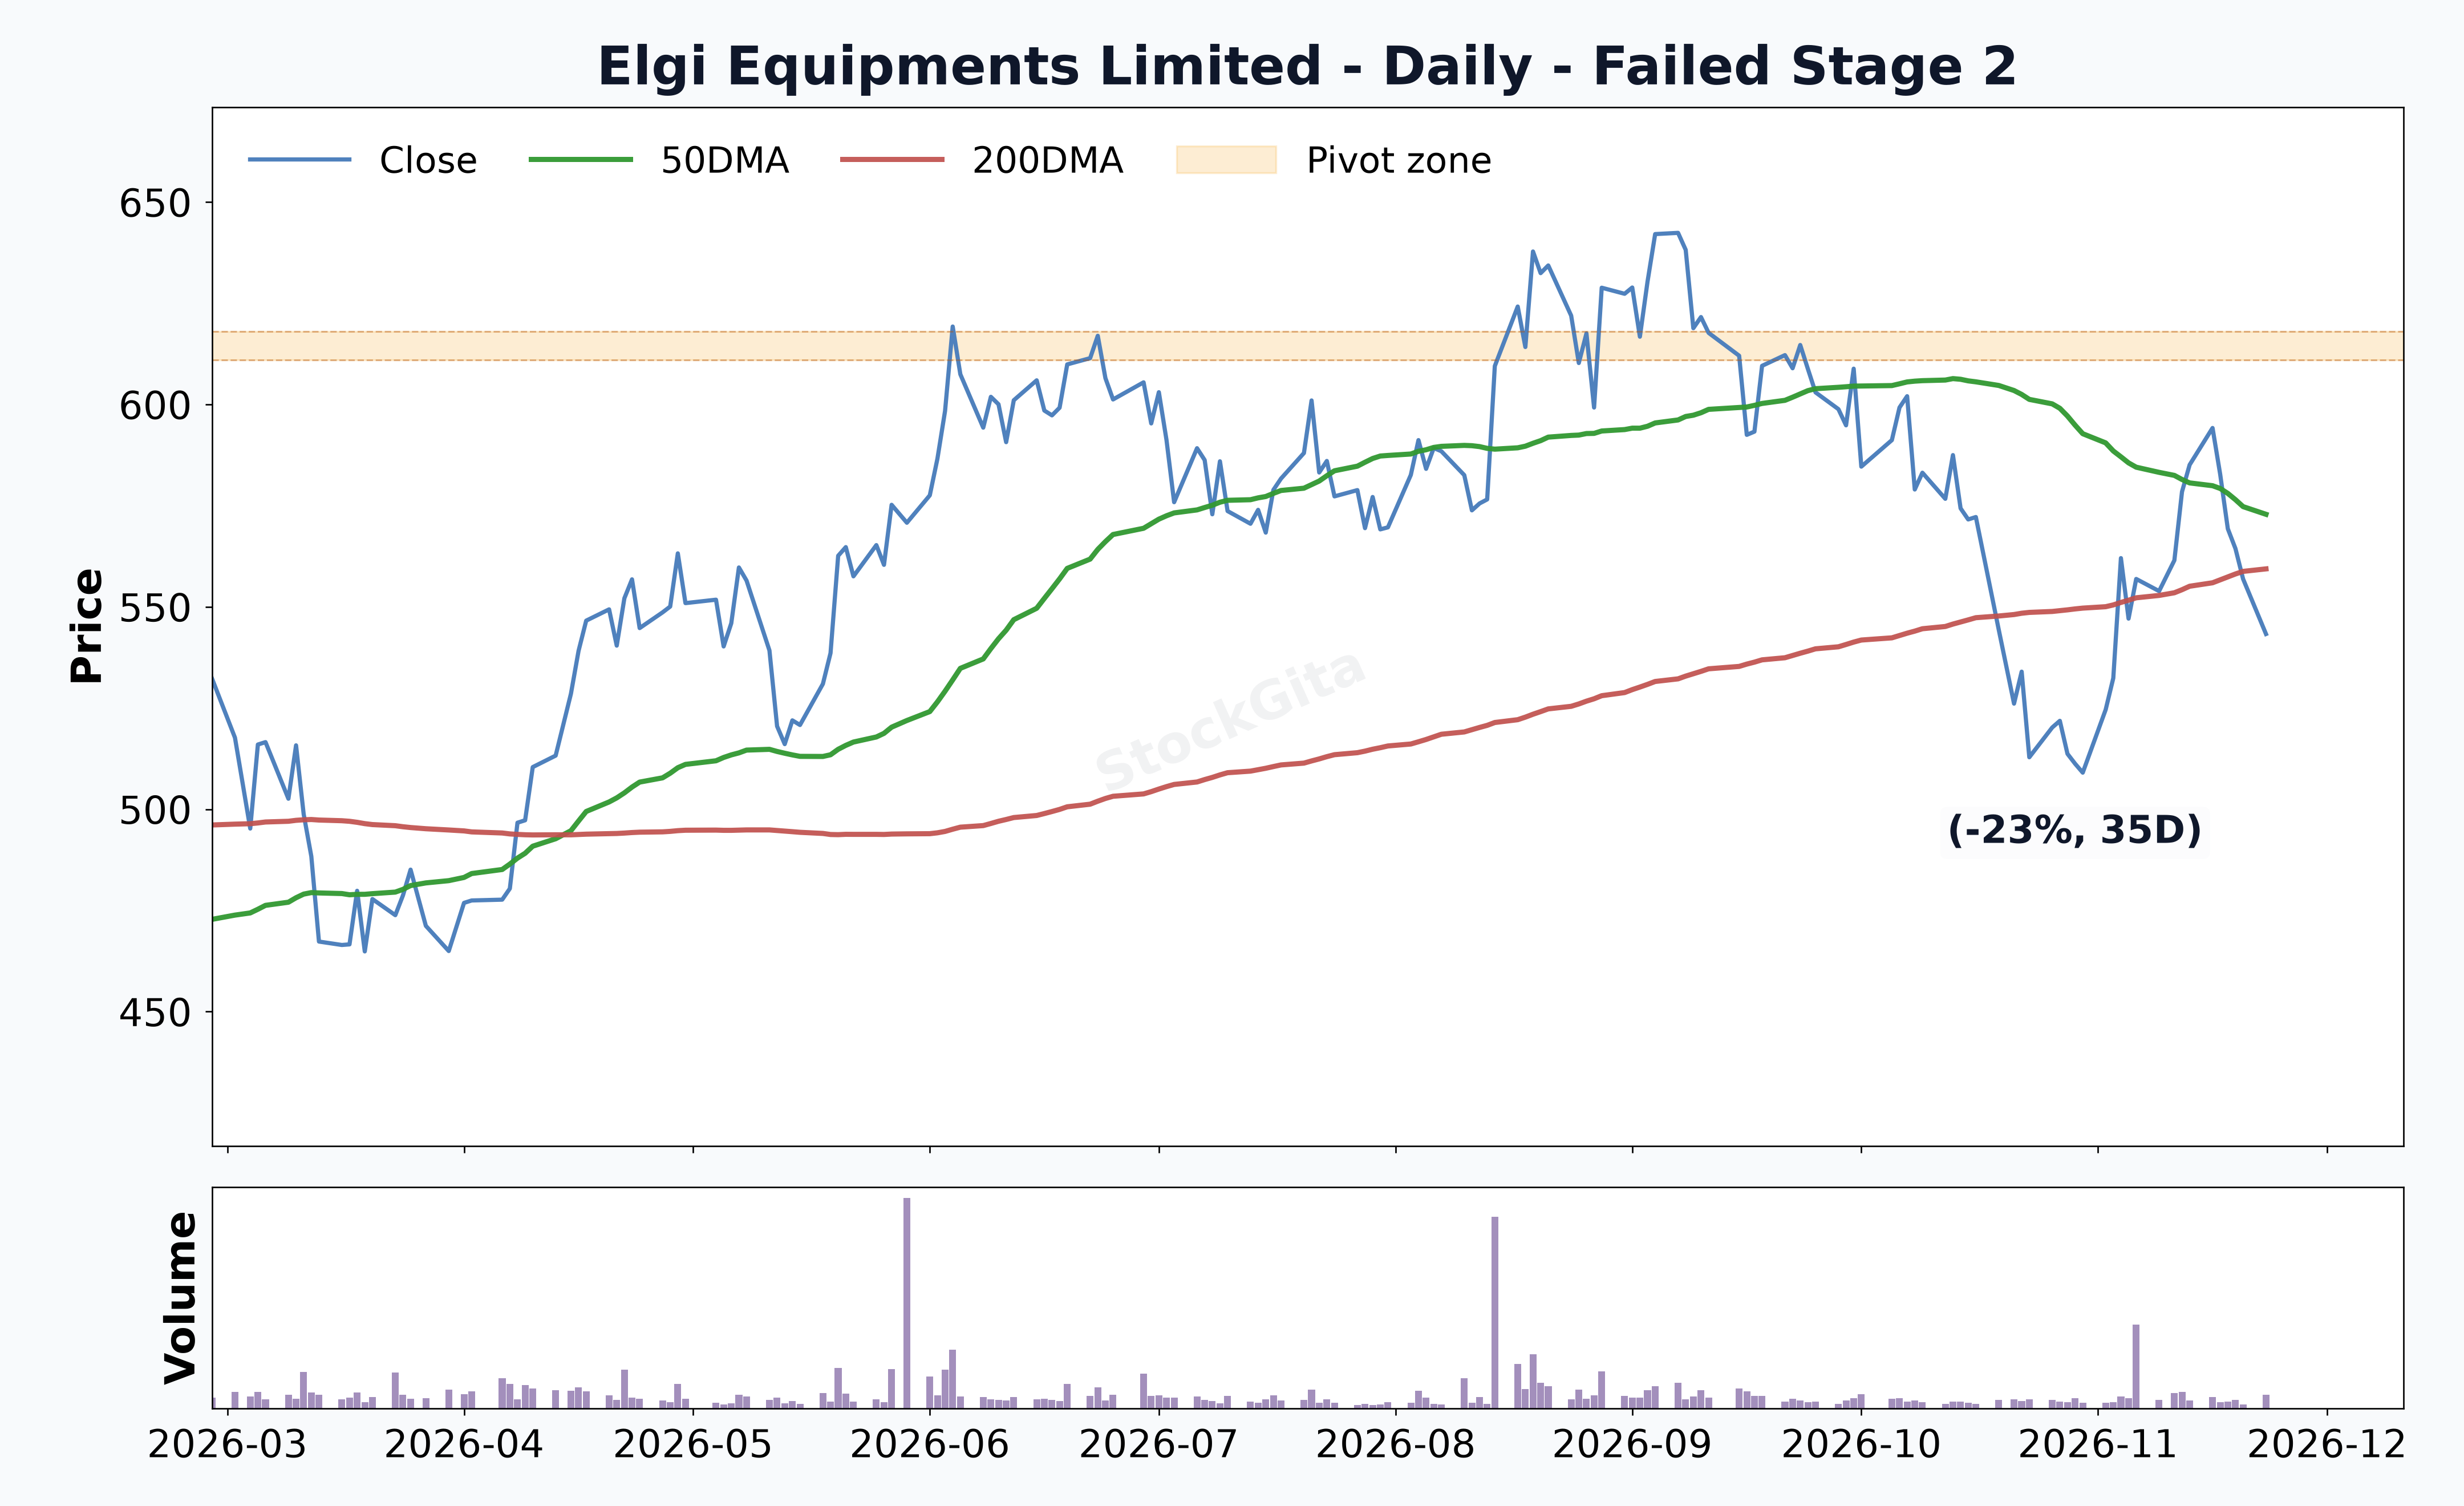 Elgi Equipments Limited - Daily - Failed Stage 2
Close 50DMA 200DMA Pivot zone
Price
650
600
550
500
450
StockGita
(-23%, 35D)
Volume
2026-03 2026-04 2026-05 2026-06 2026-07 2026-08 2026-09 2026-10 2026-11 2026-12